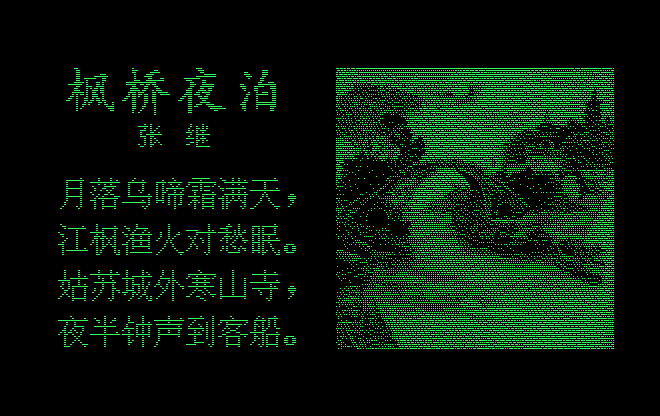 枫桥夜泊
张 继
月落乌啼霜满天，
江枫渔火对愁眠。
姑苏城外寒山寺，
夜半钟声到客船。